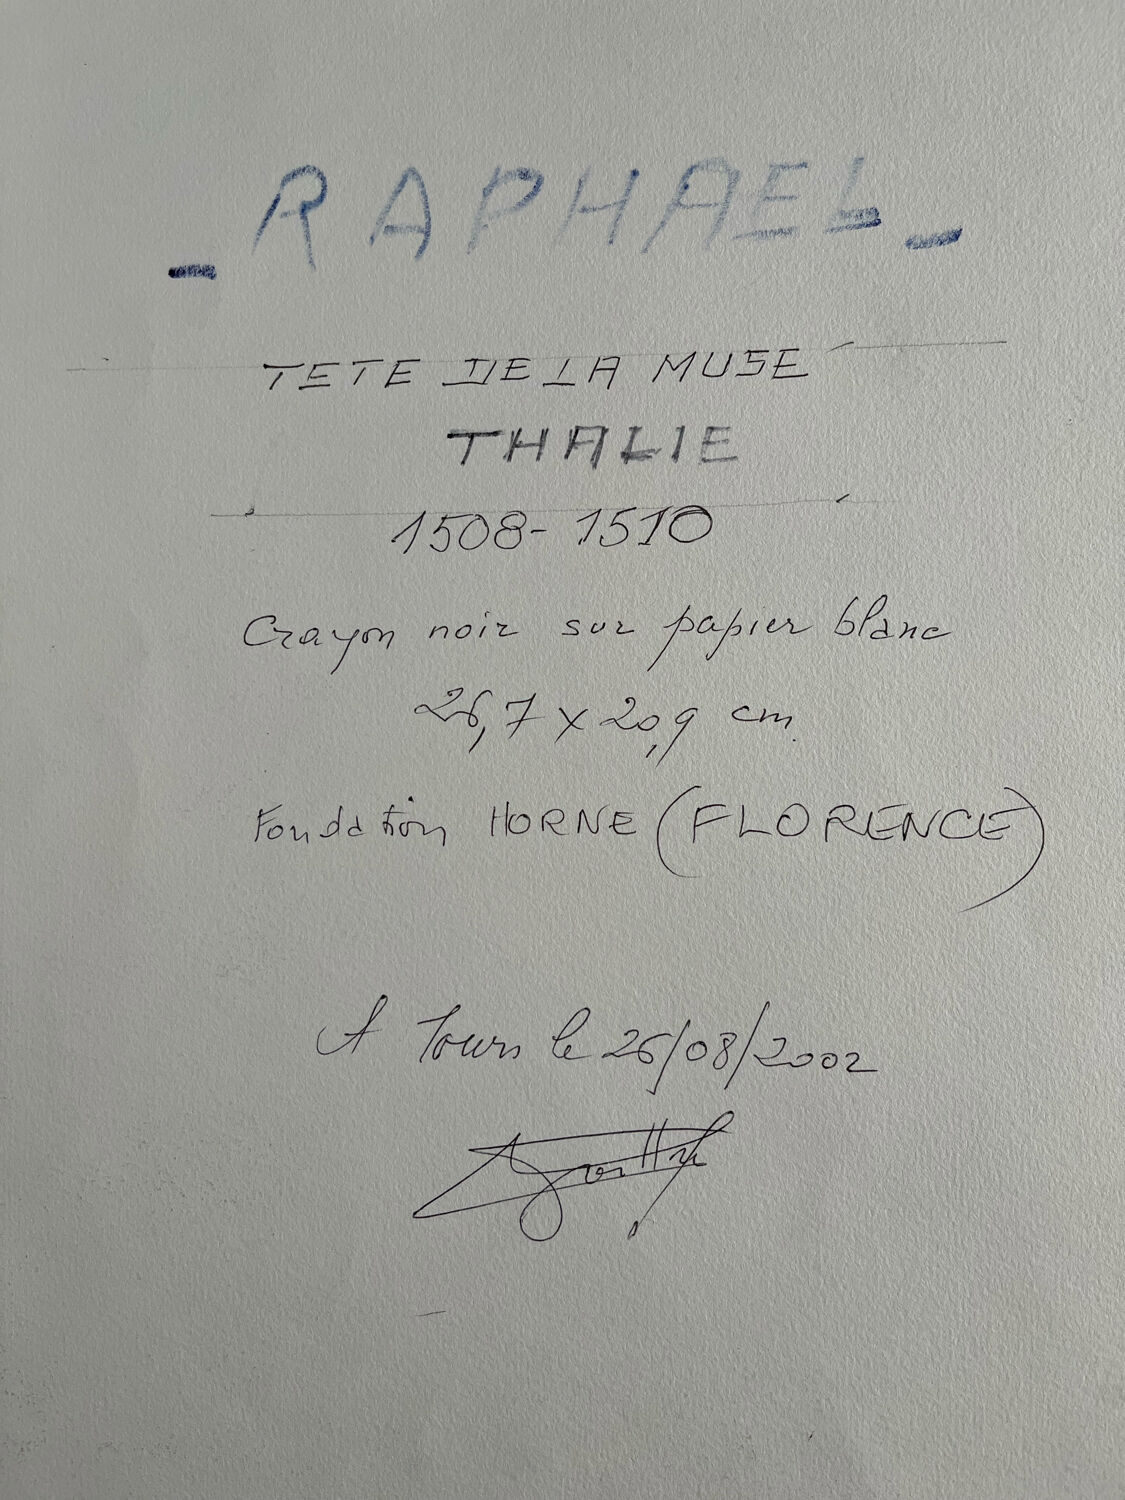 - RAPHAEL -
TETE DE LA MUSE
THALIE
1508-1510
Crayon noir sur papier blanc
26,7 x 20,9 cm.
Fondation HORNE (FLORENCE)
A Tours le 26/08/2002